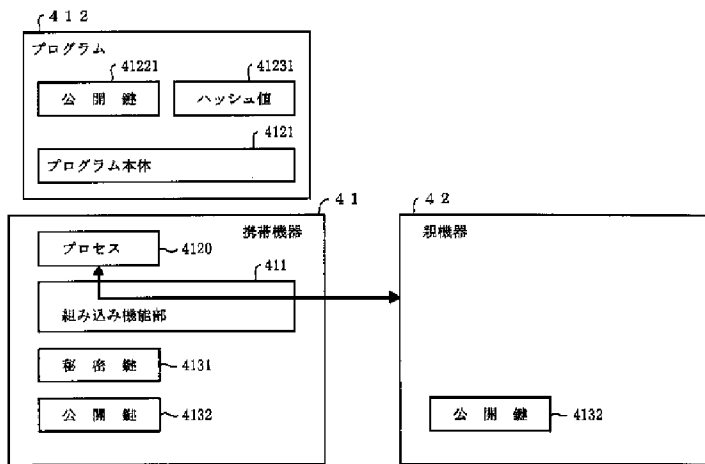 ４１２
プログラム
41221
41231
公 開 鍵
ハッシュ値
4121
プログラム本体
４１
４２
携帯機器
親機器
プロセス
4120
411
組み込み機能部
秘 密 鍵
4131
公 開 鍵
4132
公 開 鍵
4132